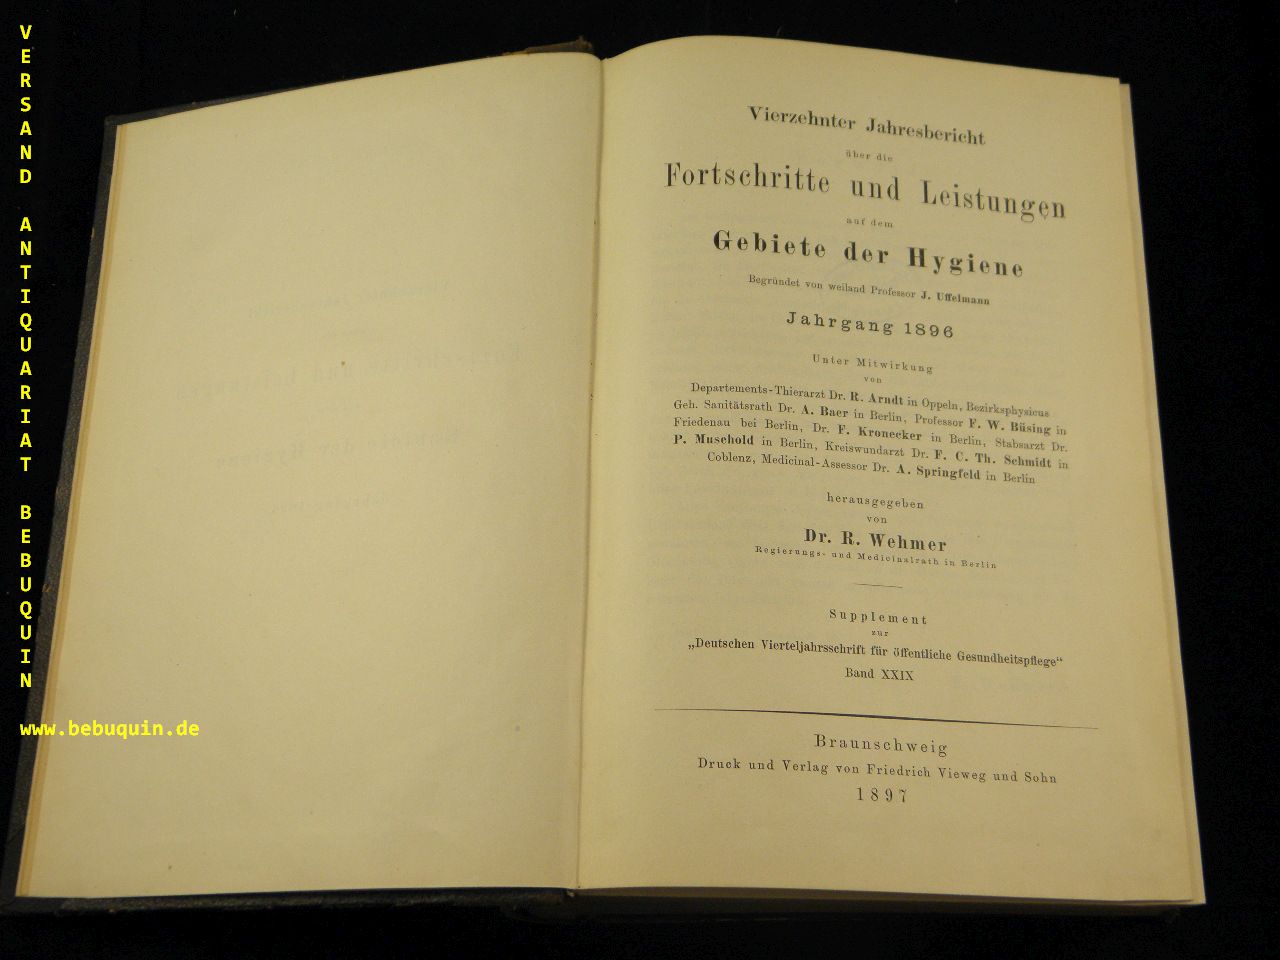 VERSAND ANTIQUARIAT BEBUQUIN
www.bebuquin.de
Vierzehnter Jahresbericht
über die
Fortschritte und Leistungen
auf dem
Gebiete der Hygiene
Begründet von weiland Professor J. Uffelmann
Jahrgang 1896
Unter Mitwirkung
von
Departements-Thierarzt Dr. R. Arndt in Oppeln, Bezirksphysicus
Geh. Sanitätsrath Dr. A. Baer in Berlin, Professor F. W. Büsing in
Friedenau bei Berlin, Dr. F. Kronecker in Berlin, Stabsarzt Dr.
P. Muschold in Berlin, Kreiswundarzt Dr. F. C. Th. Schmidt in
Coblenz, Medicinal-Assessor Dr. A. Springfeld in Berlin
herausgegeben
von
Dr. R. Wehmer
Regierungs- und Medicinalrath in Berlin
Supplement
zur
„Deutschen Vierteljahrsschrift für öffentliche Gesundheitspflege“
Band XXIX
Braunschweig
Druck und Verlag von Friedrich Vieweg und Sohn
1897